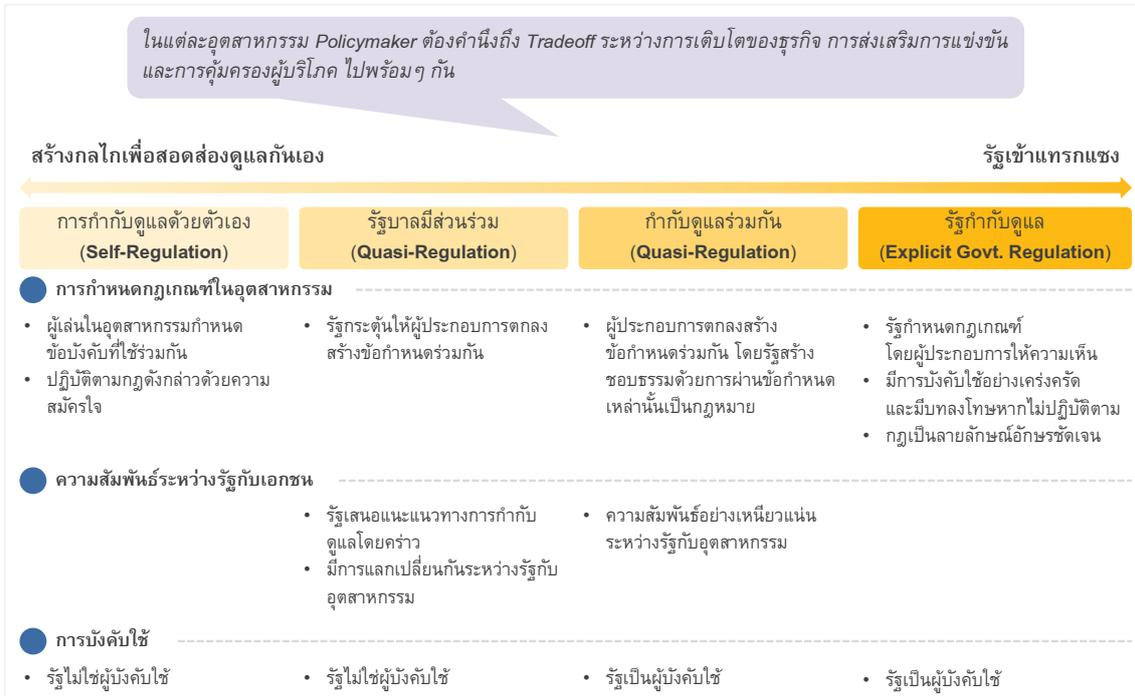 ในแต่ละอุตสาหกรรม Policymaker ต้องคำนึงถึง Tradeoff ระหว่างการเติบโตของธุรกิจ การส่งเสริมการแข่งขัน
และการคุ้มครองผู้บริโภค ไปพร้อมๆ กัน
สร้างกลไกเพื่อสอดส่องดูแลกันเอง
รัฐเข้าแทรกแซง
การกำกับดูแลด้วยตัวเอง
(Self-Regulation)
รัฐบาลมีส่วนร่วม
(Quasi-Regulation)
กำกับดูแลร่วมกัน
(Quasi-Regulation)
รัฐกำกับดูแล
(Explicit Govt. Regulation)
การกำหนดกฎเกณฑ์ในอุตสาหกรรม
• ผู้เล่นในอุตสาหกรรมกำหนด
ข้อบังคับที่ใช้ร่วมกัน
• ปฏิบัติตามกฎดังกล่าวด้วยความ
สมัครใจ
• รัฐกระตุ้นให้ผู้ประกอบการตกลง
สร้างข้อกำหนดร่วมกัน
• ผู้ประกอบการตกลงสร้าง
ข้อกำหนดร่วมกัน โดยรัฐสร้าง
ชอบธรรมด้วยการผ่านข้อกำหนด
เหล่านั้นเป็นกฎหมาย
• รัฐกำหนดกฎเกณฑ์
โดยผู้ประกอบการให้ความเห็น
• มีการบังคับใช้อย่างเคร่งครัด
และมีบทลงโทษหากไม่ปฏิบัติตาม
• กฎเป็นลายลักษณ์อักษรชัดเจน
ความสัมพันธ์ระหว่างรัฐกับเอกชน
• รัฐเสนอแนะแนวทางการกำกับ
ดูแลโดยคร่าว
• มีการแลกเปลี่ยนกันระหว่างรัฐกับ
อุตสาหกรรม
• ความสัมพันธ์อย่างเหนียวแน่น
ระหว่างรัฐกับอุตสาหกรรม
การบังคับใช้
• รัฐไม่ใช่ผู้บังคับใช้
• รัฐไม่ใช่ผู้บังคับใช้
• รัฐเป็นผู้บังคับใช้
• รัฐเป็นผู้บังคับใช้